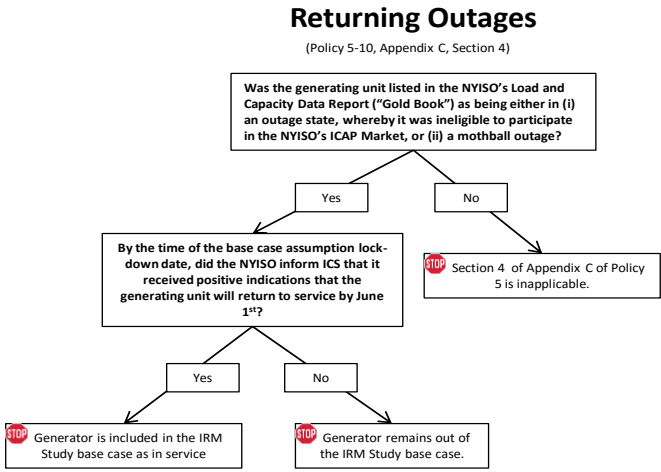 Returning Outages
(Policy 5-10, Appendix C, Section 4)
Was the generating unit listed in the NYISO's Load and
Capacity Data Report ("Gold Book") as being either in (i)
an outage state, whereby it was ineligible to participate
in the NYISO's ICAP Market, or (ii) a mothball outage?
Yes
No
By the time of the base case assumption lock-
down date, did the NYISO inform ICS that it
received positive indications that the
generating unit will return to service by June
1st?
STOP Section 4 of Appendix C of Policy
5 is inapplicable.
Yes
No
STOP Generator is included in the IRM
Study base case as in service
STOP Generator remains out of
the IRM Study base case.